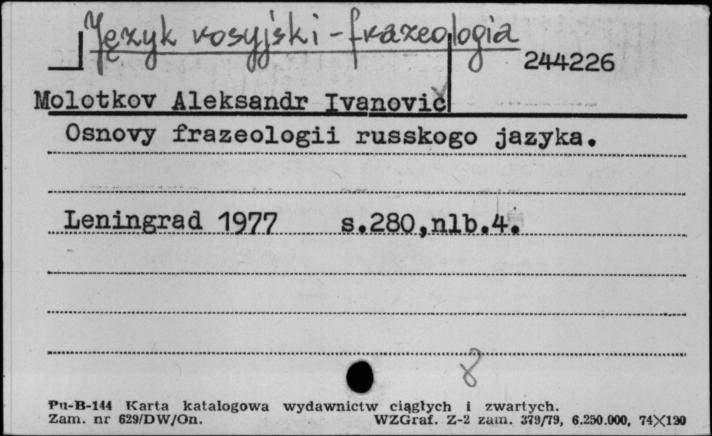 Język rosyjski - frazeologia
244226
Molotkov Aleksandr Ivanovič
Osnovy frazeologii russkogo jazyka.
Leningrad 1977 s.280,nlb.4.
8
Pu-B-144 Karta katalogowa wydawnictw ciągłych i zwartych.
Zam. nr 629/DW/On. WZGraf. Z-2 zam. 379/79, 6.250.000, 74×120